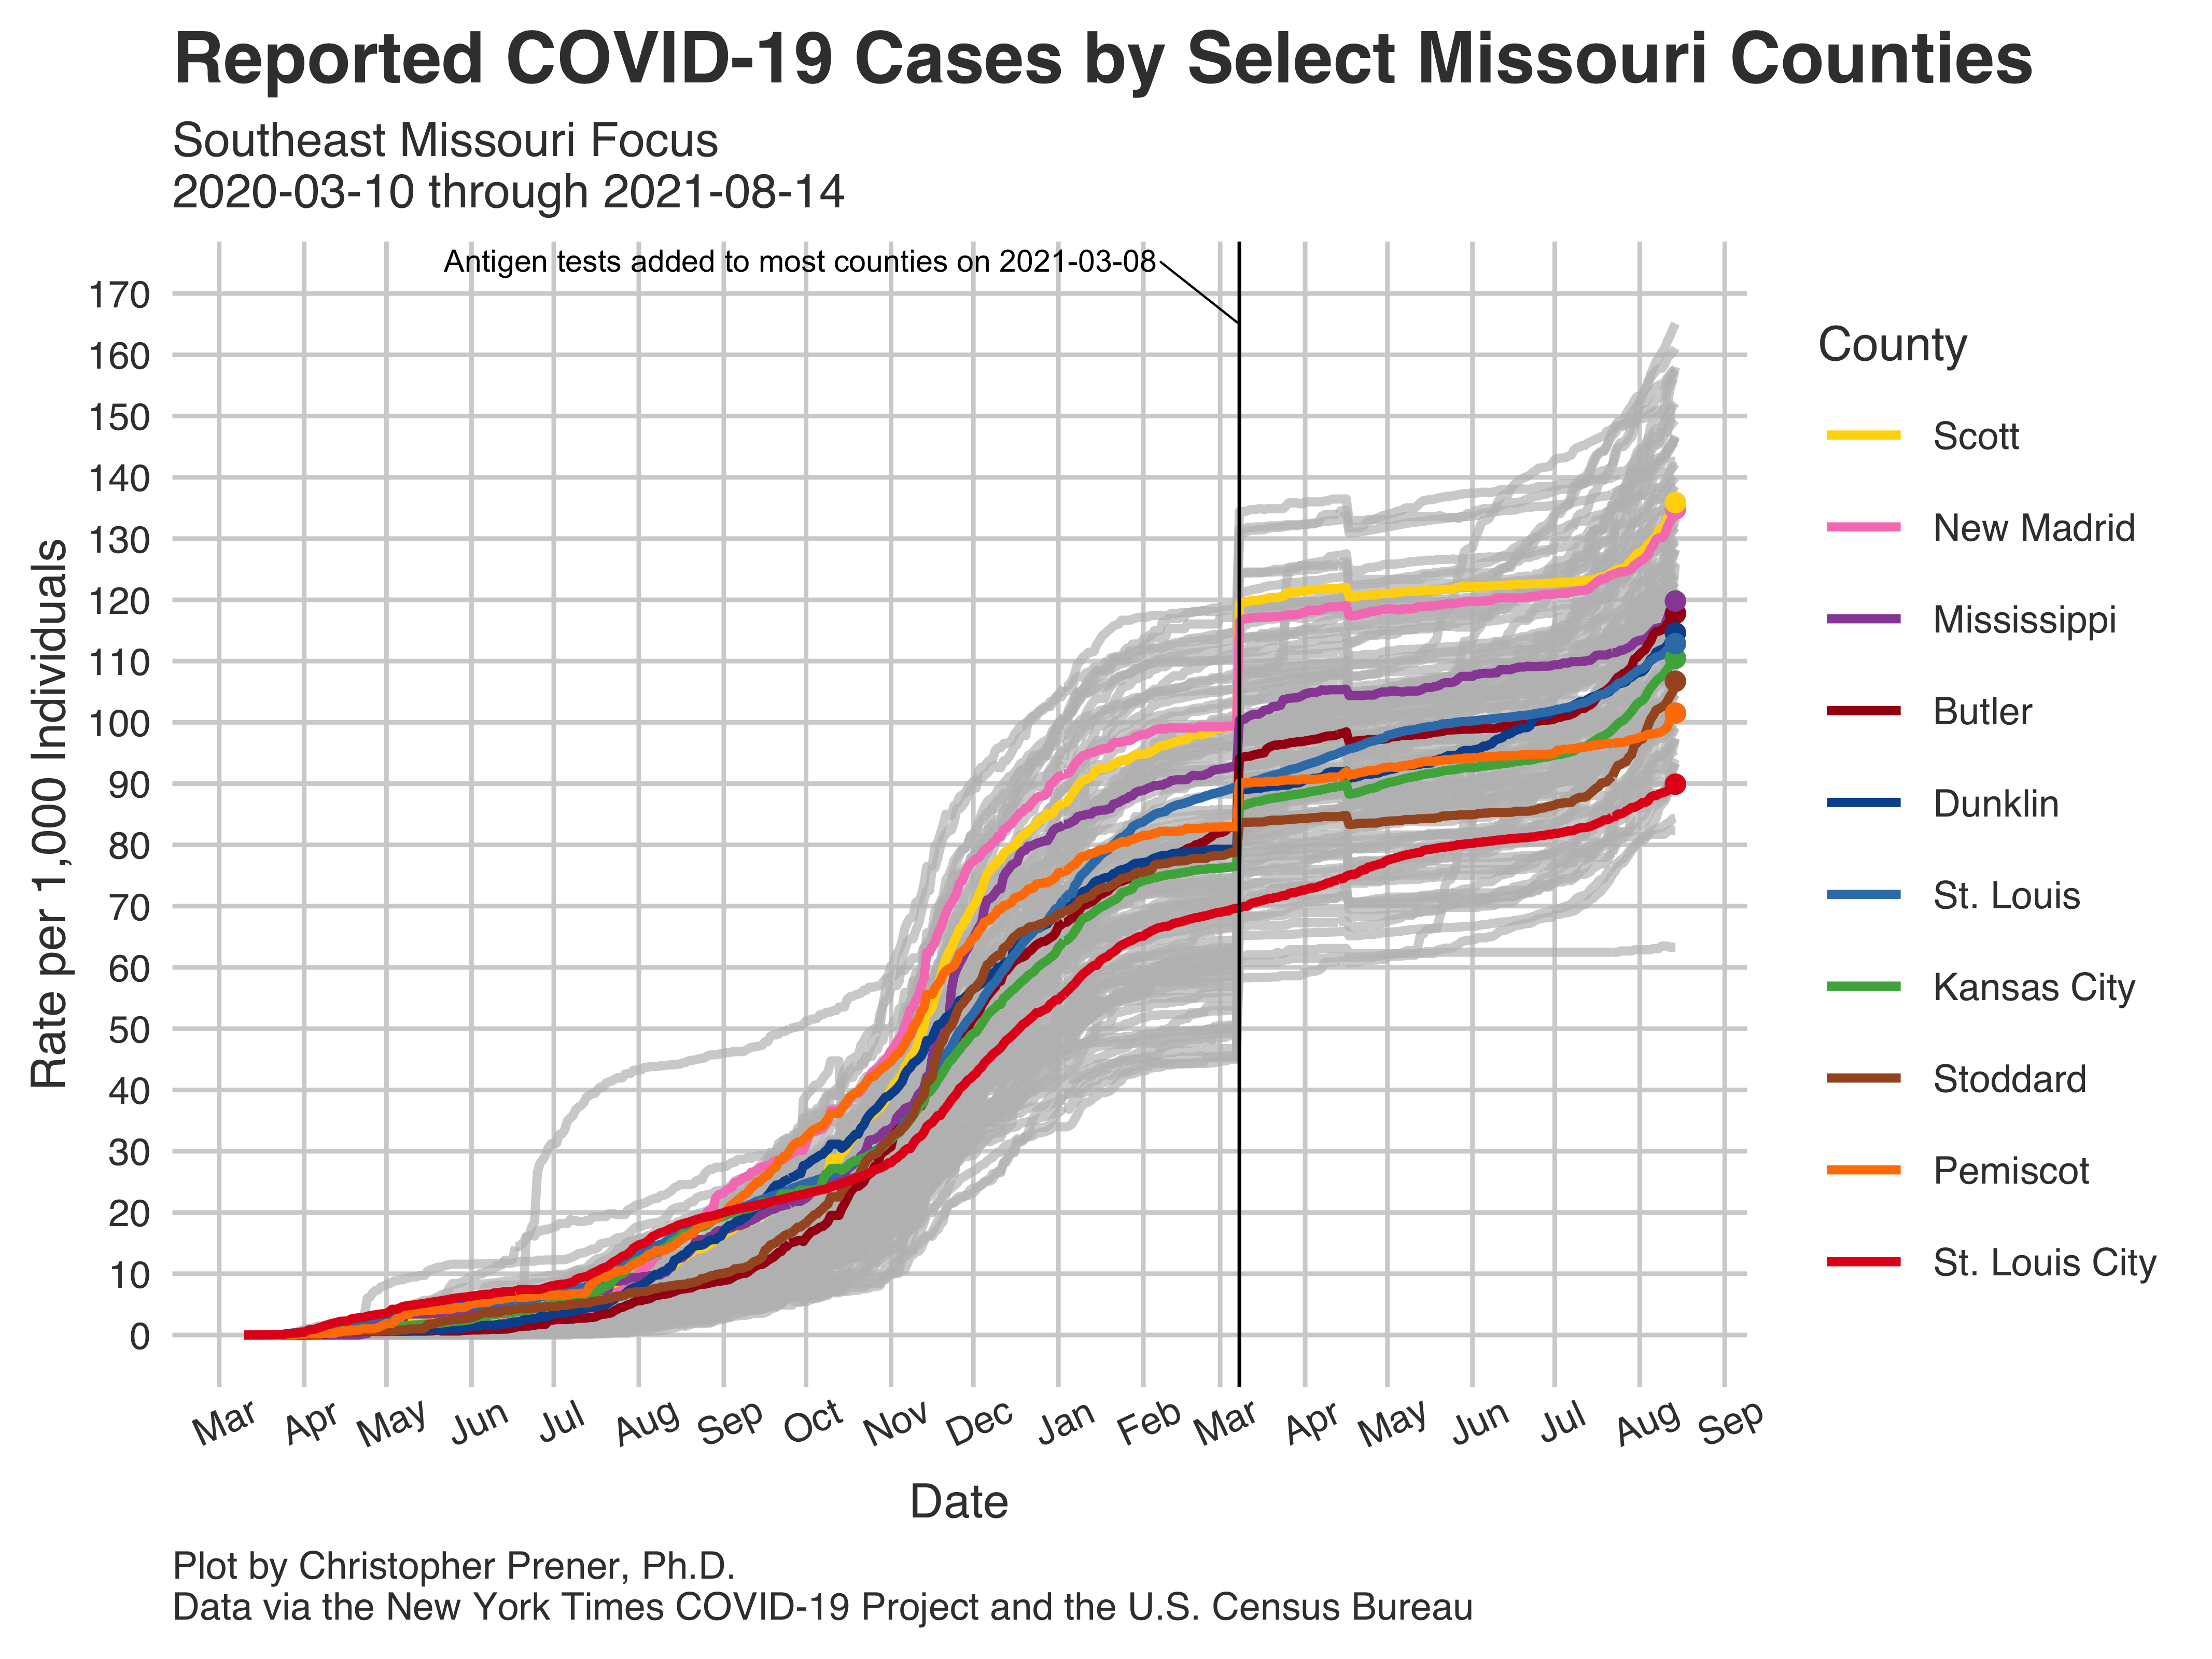 Reported COVID-19 Cases by Select Missouri Counties
Southeast Missouri Focus
2020-03-10 through 2021-08-14
Antigen tests added to most counties on 2021-03-08
Rate per 1,000 Individuals
170
160
150
140
130
120
110
100
90
80
70
60
50
40
30
20
10
0
Mar Apr May Jun Jul Aug Sep Oct Nov Dec Jan Feb Mar Apr May Jun Jul Aug Sep
Date
County
Scott
New Madrid
Mississippi
Butler
Dunklin
St. Louis
Kansas City
Stoddard
Pemiscot
St. Louis City
Plot by Christopher Prener, Ph.D.
Data via the New York Times COVID-19 Project and the U.S. Census Bureau